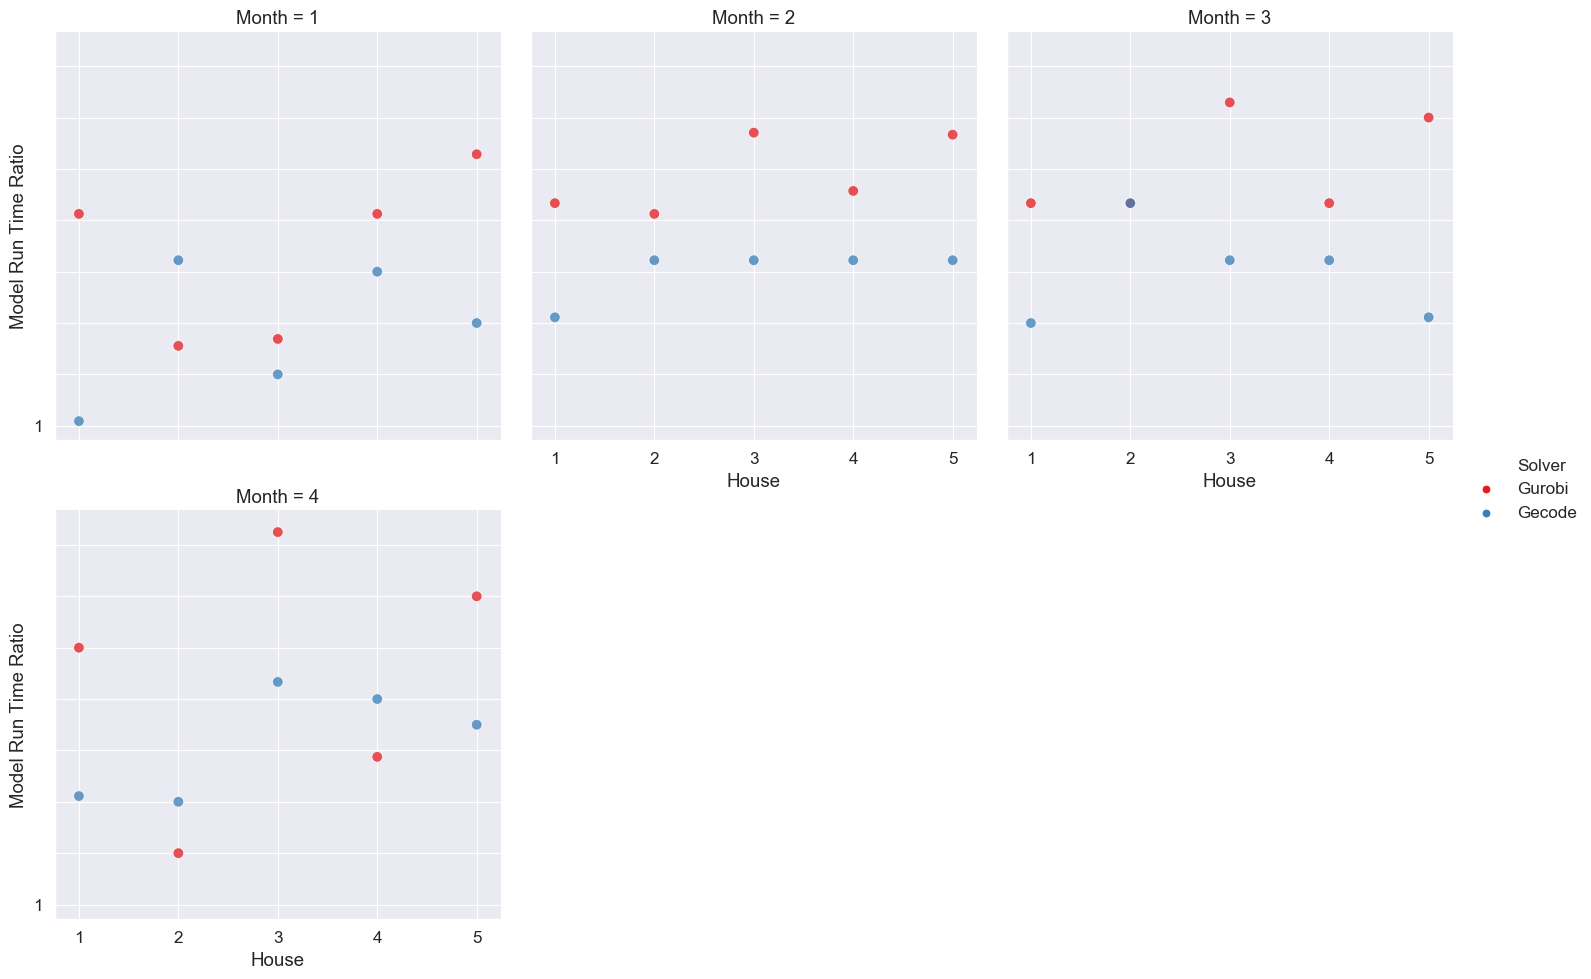 Month = 1
Month = 2
Month = 3
Model Run Time Ratio
1
1 2 3 4 5
House
1 2 3 4 5
House
Solver
Gurobi
Gecode
Month = 4
Model Run Time Ratio
1
1 2 3 4 5
House